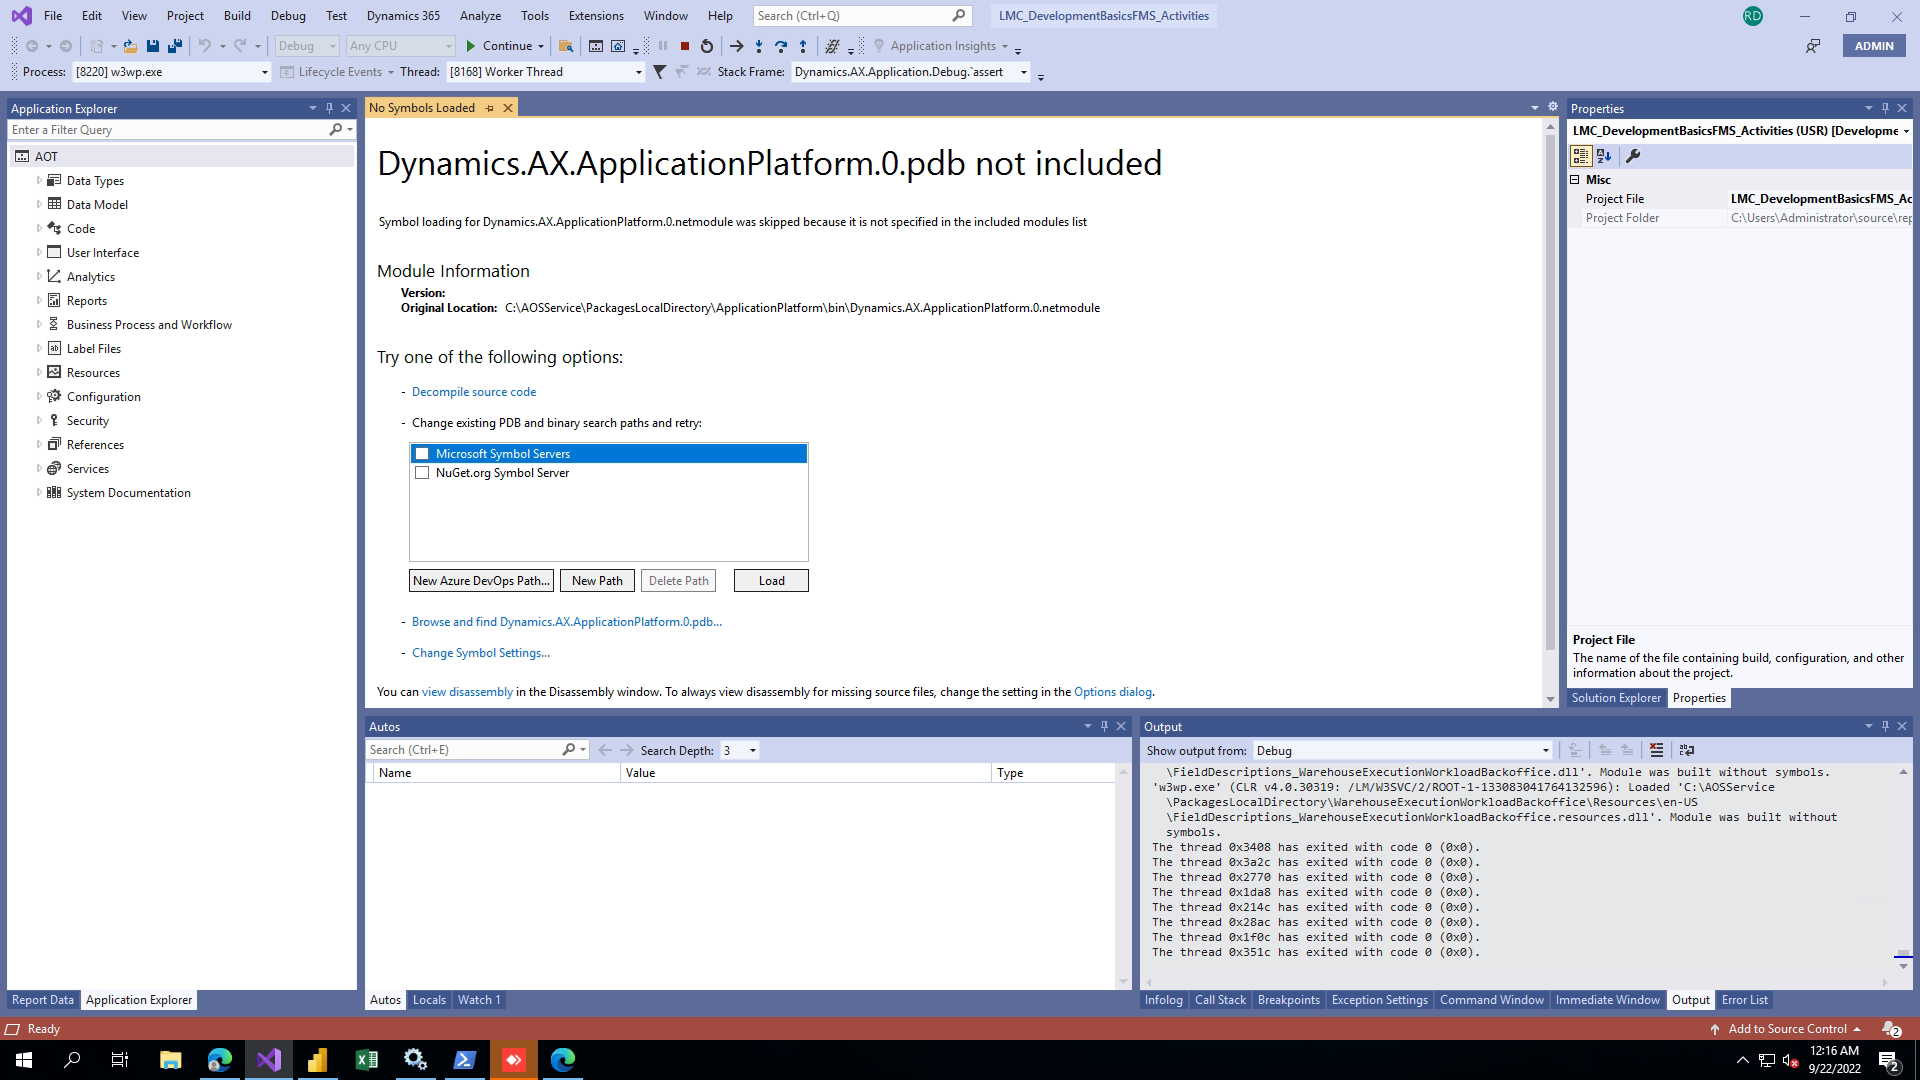 File Edit View Project Build Debug Test Dynamics 365 Analyze Tools Extensions Window Help Search (Ctrl+Q) LMC_DevelopmentBasicsFMS_Activities RD
Debug Any CPU Continue Application Insights ADMIN
Process: [8220] w3wp.exe Lifecycle Events Thread: [8168] Worker Thread Stack Frame: Dynamics.AX.Application.Debug.`assert
Application Explorer
Enter a Filter Query
AOT
Data Types
Data Model
Code
User Interface
Analytics
Reports
Business Process and Workflow
Label Files
Resources
Configuration
Security
References
Services
System Documentation
Report Data Application Explorer
No Symbols Loaded
Dynamics.AX.ApplicationPlatform.0.pdb not included
Symbol loading for Dynamics.AX.ApplicationPlatform.0.netmodule was skipped because it is not specified in the included modules list
Module Information
Version:
Original Location: C:\AOSService\PackagesLocalDirectory\ApplicationPlatform\bin\Dynamics.AX.ApplicationPlatform.0.netmodule
Try one of the following options:
- Decompile source code
- Change existing PDB and binary search paths and retry:
Microsoft Symbol Servers
NuGet.org Symbol Server
New Azure DevOps Path... New Path Delete Path Load
- Browse and find Dynamics.AX.ApplicationPlatform.0.pdb...
- Change Symbol Settings...
You can view disassembly in the Disassembly window. To always view disassembly for missing source files, change the setting in the Options dialog.
Properties
LMC_DevelopmentBasicsFMS_Activities (USR) [Developme
Misc
Project File LMC_DevelopmentBasicsFMS_Ac
Project Folder C:\Users\Administrator\source\rep
Project File
The name of the file containing build, configuration, and other
information about the project.
Solution Explorer Properties
Autos
Search (Ctrl+E) Search Depth: 3
Name Value Type
Autos Locals Watch 1
Output
Show output from: Debug
\FieldDescriptions_WarehouseExecutionWorkloadBackoffice.dll'. Module was built without symbols.
'w3wp.exe' (CLR v4.0.30319: /LM/W3SVC/2/ROOT-1-133083041764132596): Loaded 'C:\AOSService
\PackagesLocalDirectory\WarehouseExecutionWorkloadBackoffice\Resources\en-US
\FieldDescriptions_WarehouseExecutionWorkloadBackoffice.resources.dll'. Module was built without
symbols.
The thread 0x3408 has exited with code 0 (0x0).
The thread 0x3a2c has exited with code 0 (0x0).
The thread 0x2770 has exited with code 0 (0x0).
The thread 0x1da8 has exited with code 0 (0x0).
The thread 0x214c has exited with code 0 (0x0).
The thread 0x28ac has exited with code 0 (0x0).
The thread 0x1f0c has exited with code 0 (0x0).
The thread 0x351c has exited with code 0 (0x0).
Infolog Call Stack Breakpoints Exception Settings Command Window Immediate Window Output Error List
Ready Add to Source Control 2
12:16 AM
9/22/2022 2